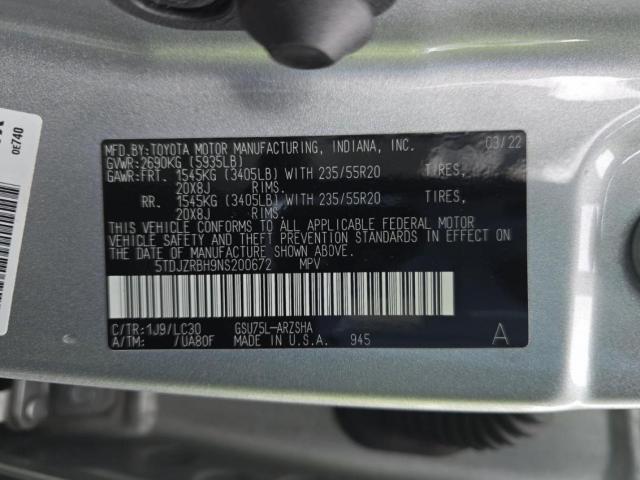 MFD.BY:TOYOTA MOTOR MANUFACTURING, INDIANA, INC. 03/22
GVWR:2690KG (5935LB)
GAWR:FRT. 1545KG (3405LB) WITH 235/55R20 TIRES,
20X8J RIMS.
RR. 1545KG (3405LB) WITH 235/55R20 TIRES,
20X8J RIMS.
THIS VEHICLE CONFORMS TO ALL APPLICABLE FEDERAL MOTOR
VEHICLE SAFETY AND THEFT PREVENTION STANDARDS IN EFFECT ON
THE DATE OF MANUFACTURE SHOWN ABOVE.
5TDJZRBH9NS200672 MPV
C/TR:1J9/LC30 GSU75L-ARZSHA
A/TM: /UA80F MADE IN U.S.A. 945 A
0E740